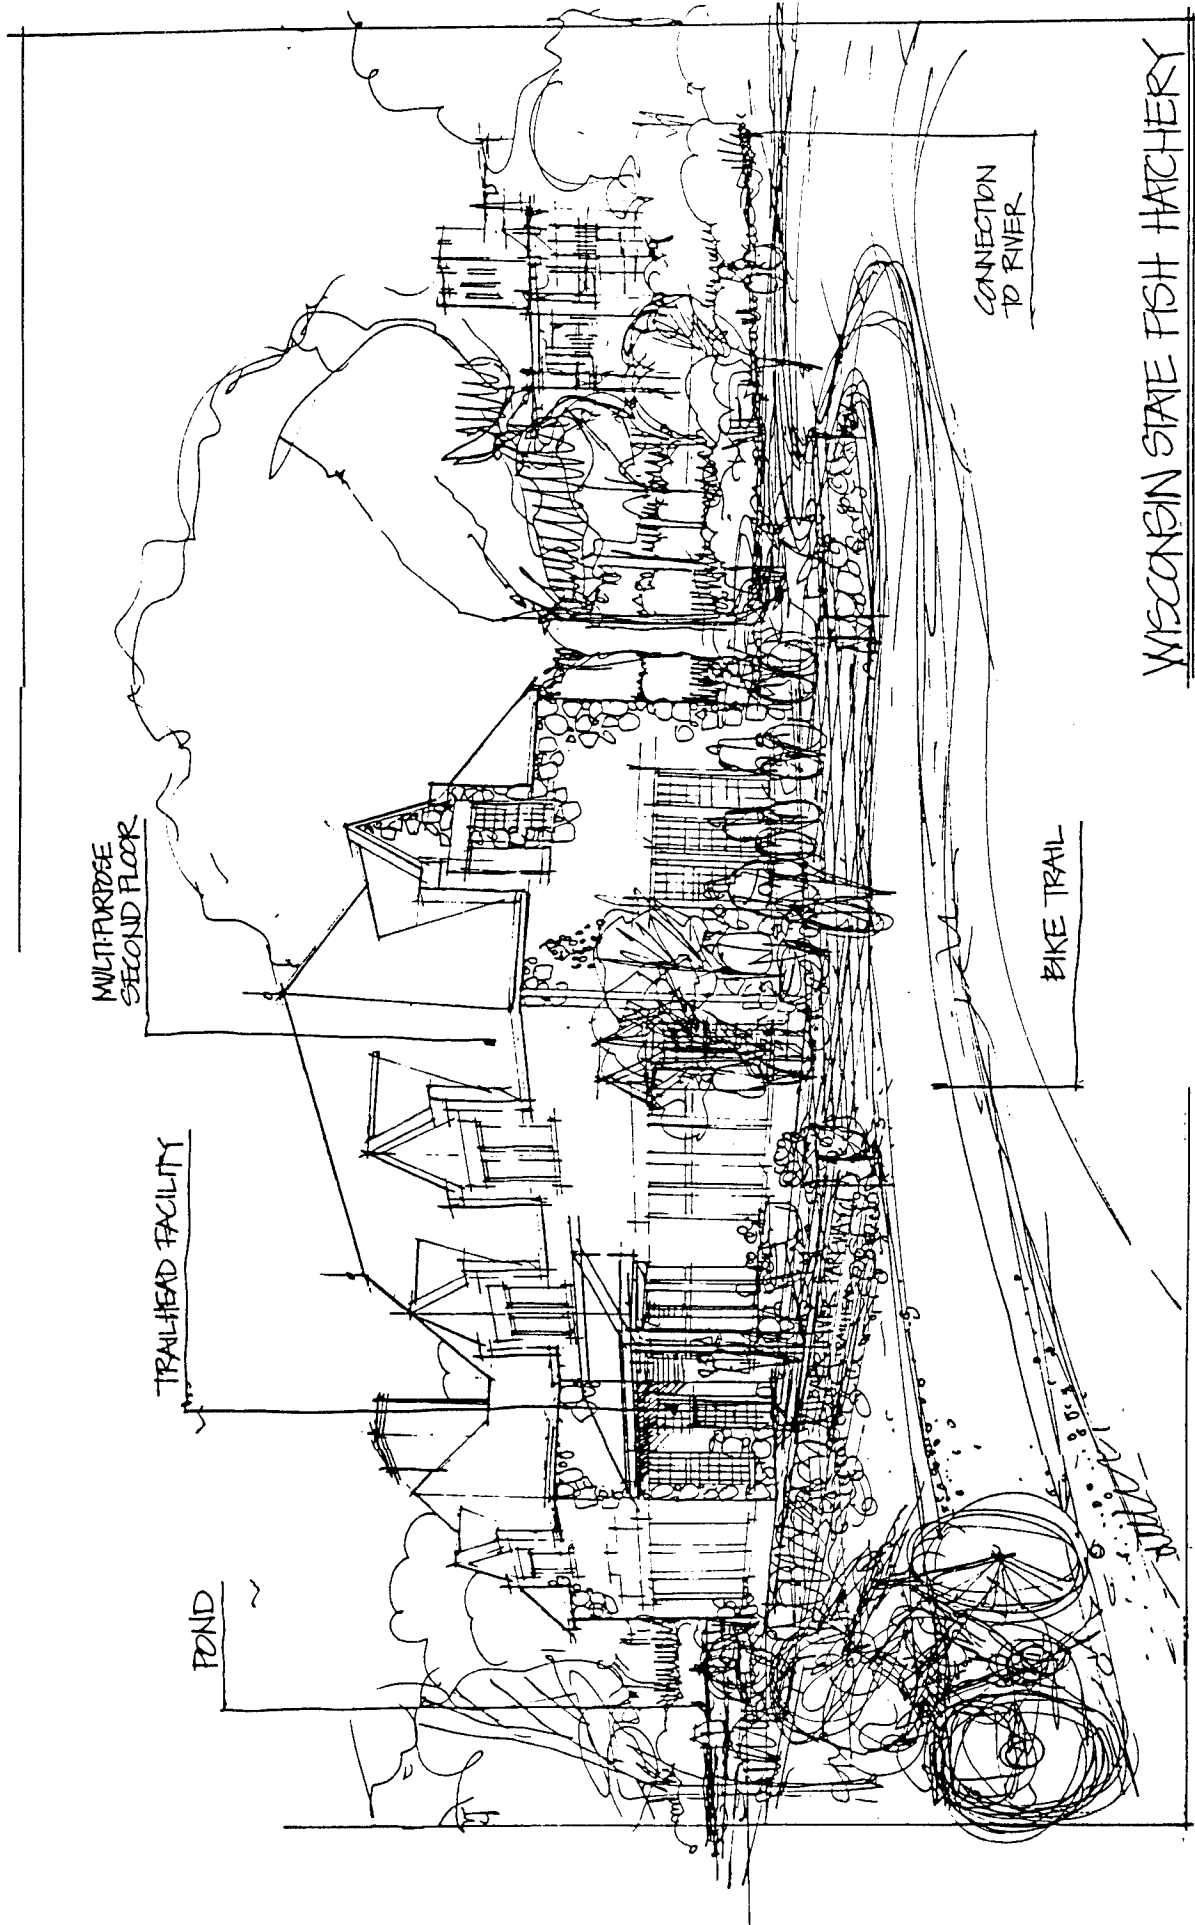 POND
TRAILHEAD FACILITY
MULTI-PURPOSE
SECOND FLOOR
BIKE TRAIL
CONNECTION
TO RIVER
WISCONSIN STATE FISH HATCHERY